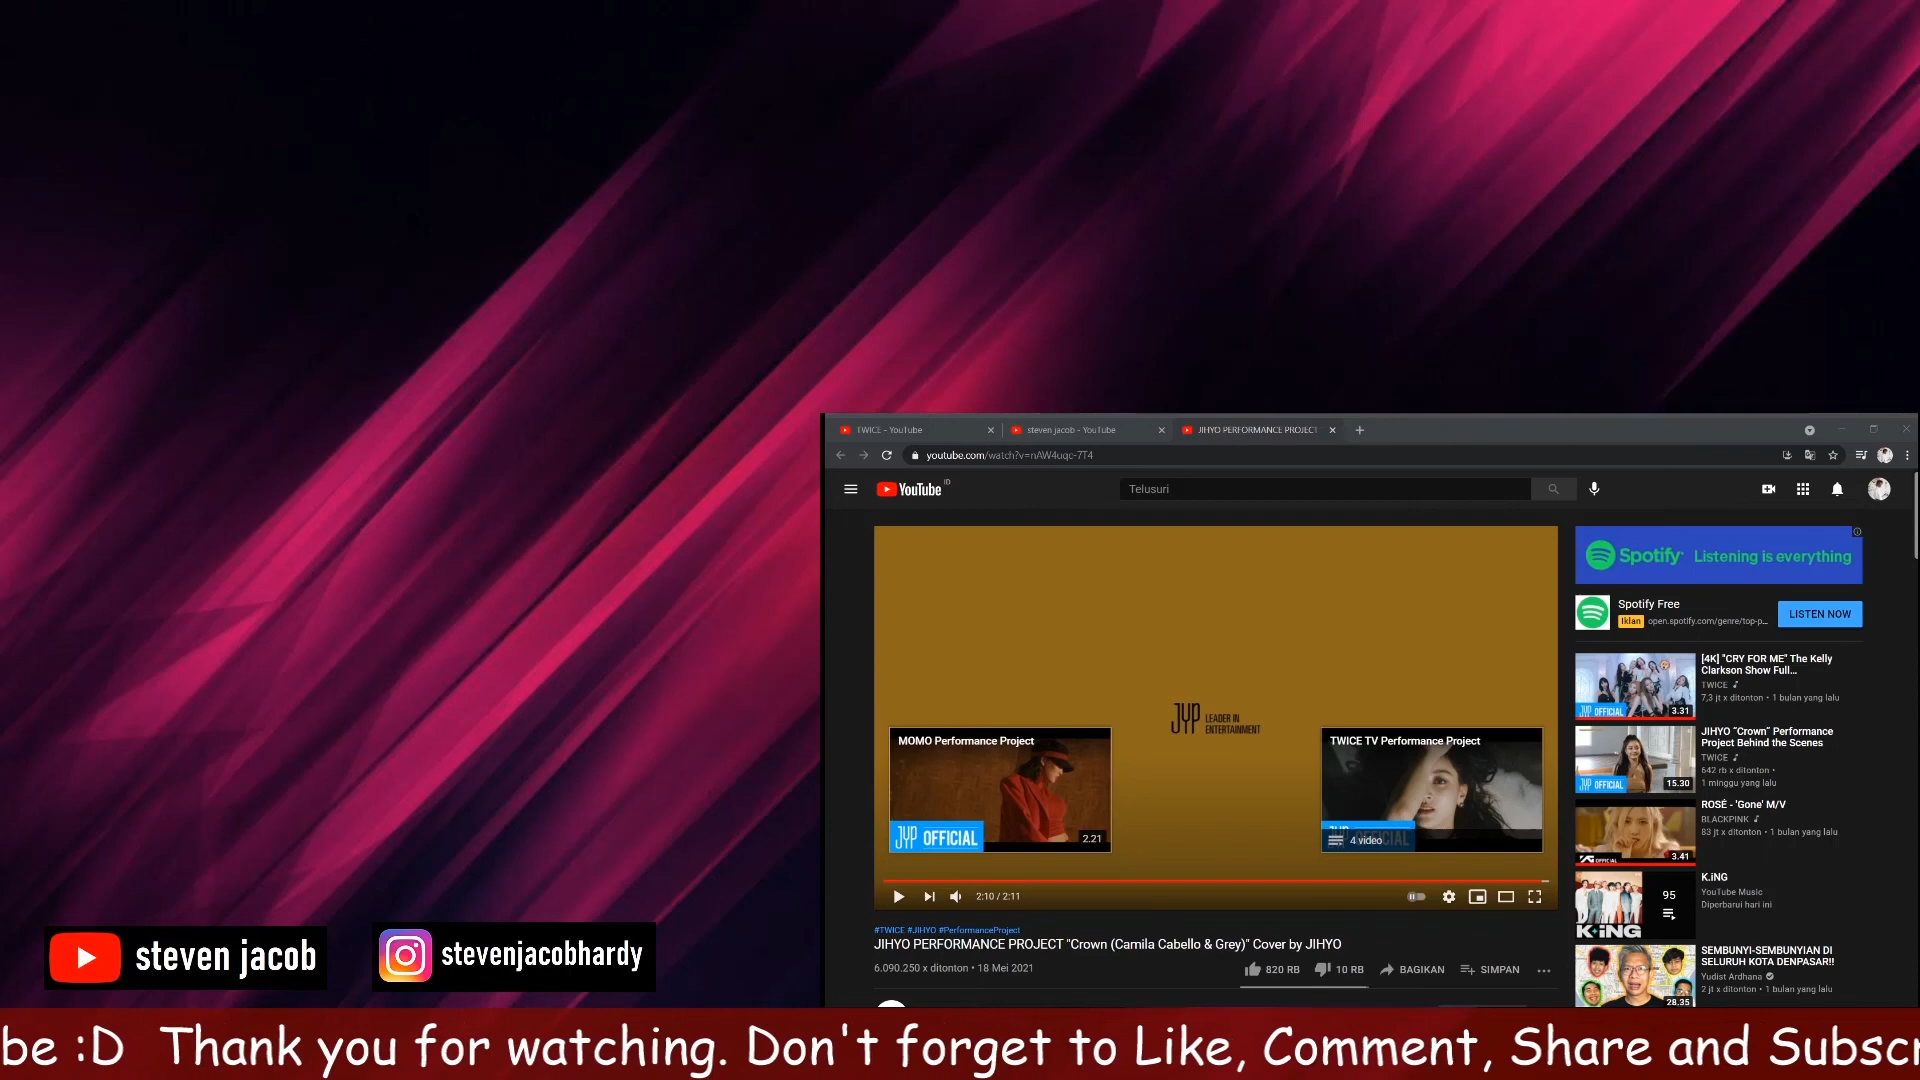 TWICE - YouTube
steven jacob - YouTube
JIHYO PERFORMANCE PROJECT
youtube.com/watch?v=nAW4uqc-7T4
YouTube ID
Telusuri
Spotify Listening is everything
Spotify Free
Iklan open.spotify.com/genre/top-p...
LISTEN NOW
JYP LEADER IN ENTERTAINMENT
MOMO Performance Project
JYP OFFICIAL
2.21
TWICE TV Performance Project
4 video
2:10 / 2:11
[4K] "CRY FOR ME" The Kelly
Clarkson Show Full...
TWICE
7,3 jt x ditonton • 1 bulan yang lalu
JYP OFFICIAL
3.31
JIHYO “Crown” Performance
Project Behind the Scenes
TWICE
642 rb x ditonton •
1 minggu yang lalu
JYP OFFICIAL
15.30
ROSÉ - 'Gone' M/V
BLACKPINK
83 jt x ditonton • 1 bulan yang lalu
OFFICIAL
3.41
K.iNG
YouTube Music
Diperbarui hari ini
95
K-iNG
SEMBUNYI-SEMBUNYIAN DI
SELURUH KOTA DENPASAR!!
Yudist Ardhana
2 jt x ditonton • 1 bulan yang lalu
28.35
#TWICE #JIHYO #PerformanceProject
JIHYO PERFORMANCE PROJECT "Crown (Camila Cabello & Grey)" Cover by JIHYO
6.090.250 x ditonton • 18 Mei 2021
820 RB
10 RB
BAGIKAN
SIMPAN
steven jacob
stevenjacobhardy
be :D Thank you for watching. Don't forget to Like, Comment, Share and Subscr